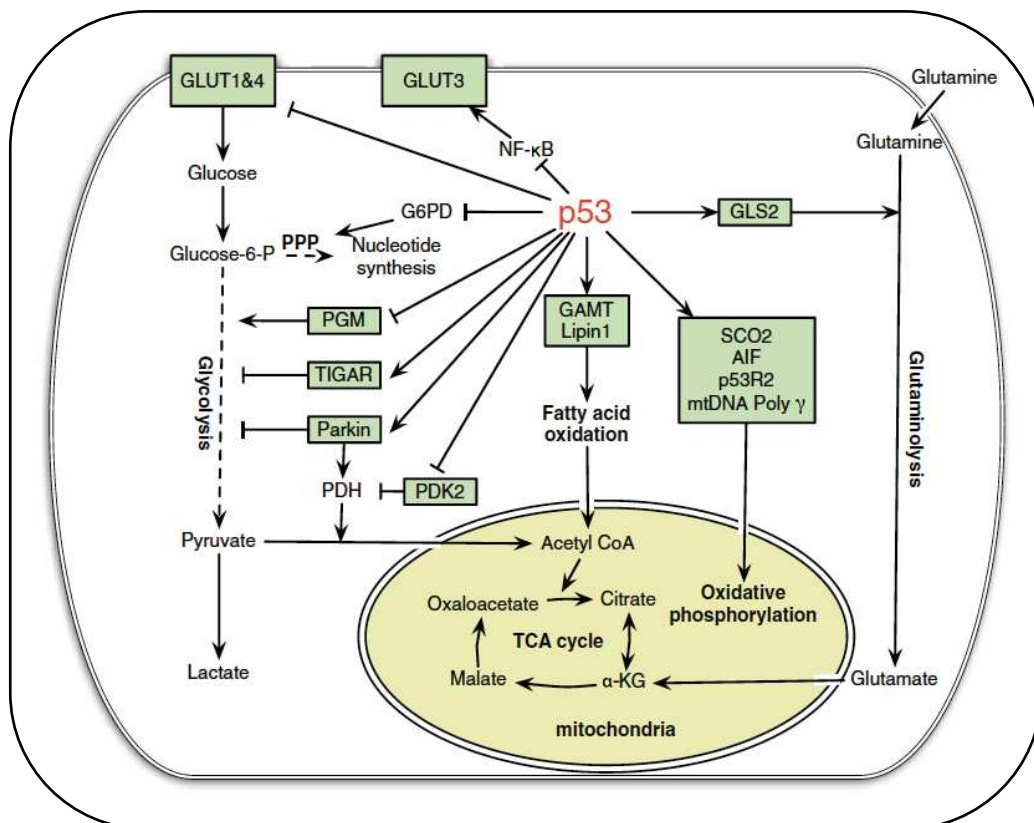 GLUT1&4
GLUT3
Glutamine
NF-κB
Glutamine
Glucose
G6PD
p53
GLS2
Glucose-6-P
PPP
Nucleotide
synthesis
PGM
GAMT
Lipin1
SCO2
AIF
p53R2
mtDNA Poly γ
TIGAR
Glycolysis
Glutaminolysis
Parkin
Fatty acid
oxidation
PDH
PDK2
Pyruvate
Acetyl CoA
Oxaloacetate
Citrate
Oxidative
phosphorylation
TCA cycle
Lactate
Malate
α-KG
Glutamate
mitochondria